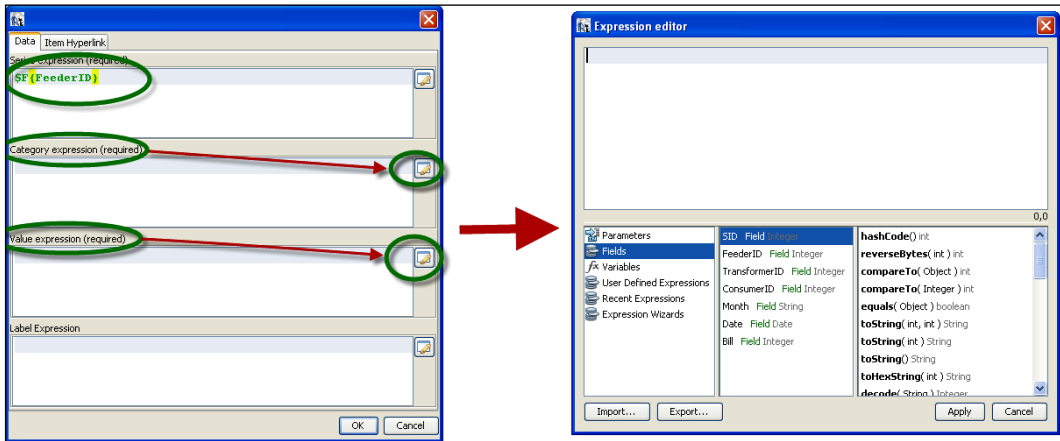 Data Item Hyperlink
Series expression (required)
$F{FeederID}
Category expression (required)
Value expression (required)
Label Expression
OK Cancel
Expression editor
0,0
Parameters
Fields
fx Variables
User Defined Expressions
Recent Expressions
Expression Wizards
SID Field Integer
FeederID Field Integer
TransformerID Field Integer
ConsumerID Field Integer
Month Field String
Date Field Date
Bill Field Integer
hashCode() int
reverseBytes( int ) int
compareTo( Object ) int
compareTo( Integer ) int
equals( Object ) boolean
toString( int, int ) String
toString( int ) String
toString() String
toHexString( int ) String
decode( String ) Integer
Import... Export... Apply Cancel